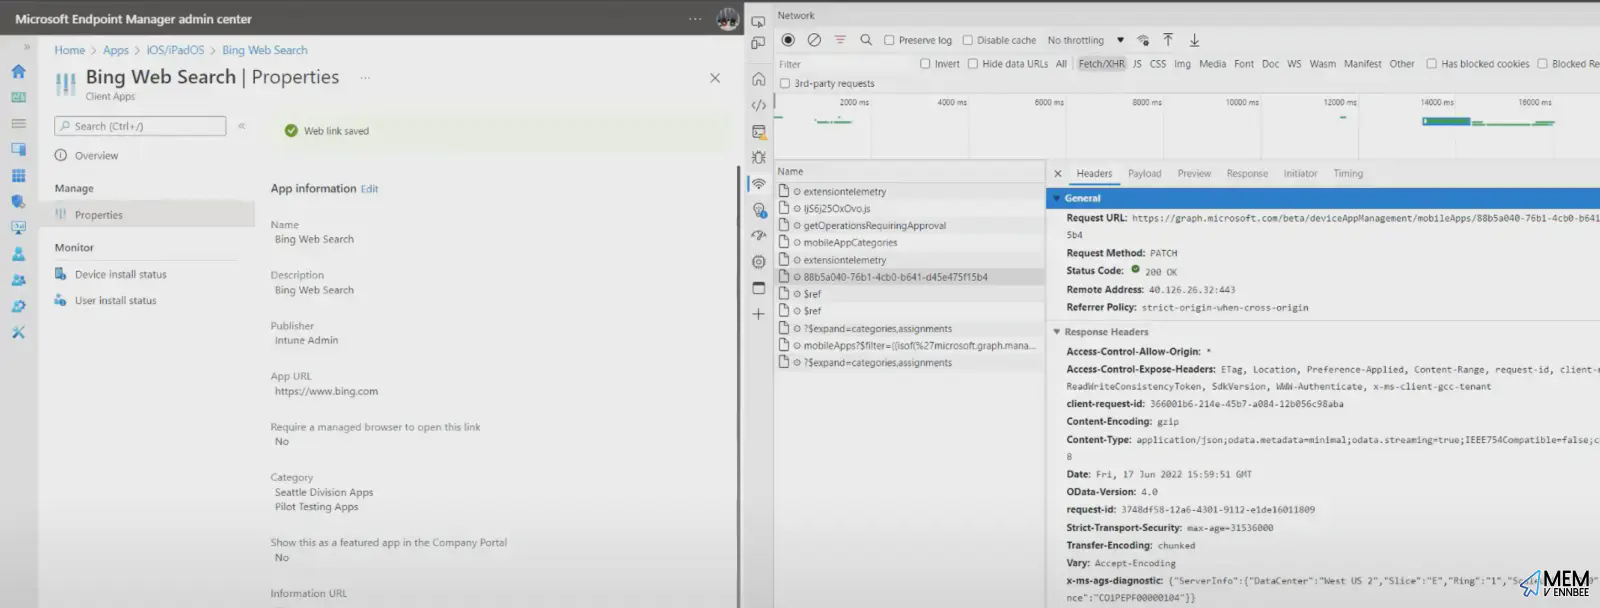 Microsoft Endpoint Manager admin center
Home > Apps > iOS/iPadOS > Bing Web Search
Bing Web Search | Properties
Client Apps
Search (Ctrl+/)
Overview
Manage
Properties
Monitor
Device install status
User install status
Web link saved
App information Edit
Name
Bing Web Search
Description
Bing Web Search
Publisher
Intune Admin
App URL
https://www.bing.com
Require a managed browser to open this link
No
Category
Seattle Division Apps
Pilot Testing Apps
Show this as a featured app in the Company Portal
No
Information URL
Network
Preserve log Disable cache No throttling
Filter Invert Hide data URLs All Fetch/XHR JS CSS Img Media Font Doc WS Wasm Manifest Other Has blocked cookies Blocked Re
3rd-party requests
2000 ms 4000 ms 6000 ms 8000 ms 10000 ms 12000 ms 14000 ms 16000 ms
Name
extensiontelemetry
getOperationsRequiringApproval
mobileAppCategories
extensiontelemetry
88b5a040-76b1-4cb0-b641-d45e475f15b4
$ref
$ref
?$expand=categories,assignments
mobileApps?$filter=((isof(%27microsoft.graph.mana...
?$expand=categories,assignments
Headers Payload Preview Response Initiator Timing
General
Request URL: https://graph.microsoft.com/beta/deviceAppManagement/mobileApps/88b5a040-76b1-4cb0-b641
5b4
Request Method: PATCH
Status Code: 200 OK
Remote Address: 40.126.26.32:443
Referrer Policy: strict-origin-when-cross-origin
Response Headers
Access-Control-Allow-Origin: *
Access-Control-Expose-Headers: ETag, Location, Preference-Applied, Content-Range, request-id, client-r
ReadWriteConsistencyToken, SdkVersion, WWW-Authenticate, x-ms-client-gcc-tenant
client-request-id: 366001b6-214e-45b7-a084-12b056c98aba
Content-Encoding: gzip
Content-Type: application/json;odata.metadata=minimal;odata.streaming=true;IEEE754Compatible=false;c
8
Date: Fri, 17 Jun 2022 15:59:51 GMT
OData-Version: 4.0
request-id: 3748df58-12a6-4301-9112-e1de16011809
Strict-Transport-Security: max-age=31536000
Transfer-Encoding: chunked
Vary: Accept-Encoding
x-ms-ags-diagnostic: {"ServerInfo":{"DataCenter":"West US 2","Slice":"E","Ring":"1",
nce":"CO1PEPF00000104"}}
MEM
VENNBEE